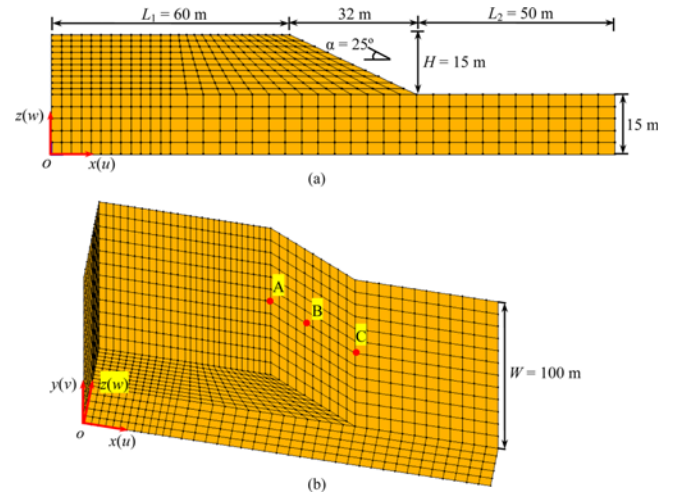 L₁ = 60 m 32 m L₂ = 50 m
α = 25° H = 15 m
z(w) 15 m
o x(u)
(a)
A
B
C
y(v) z(w) W = 100 m
o x(u)
(b)